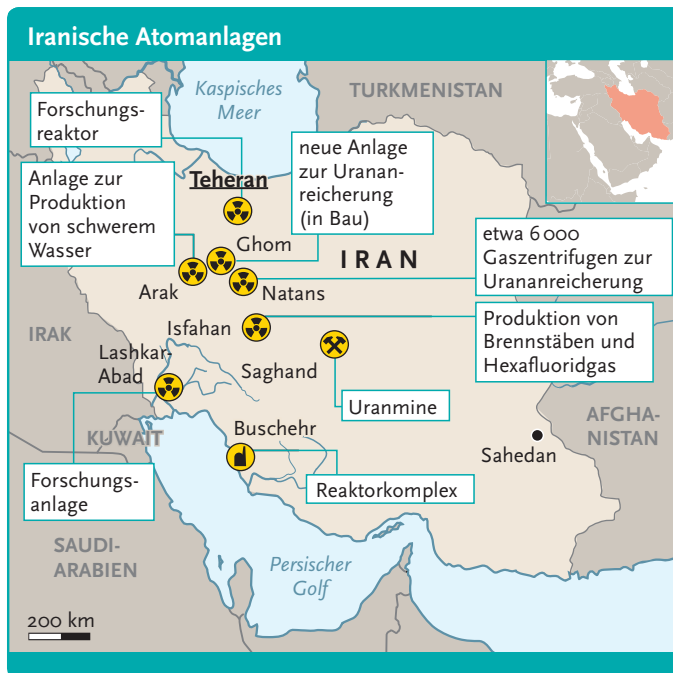 Iranische Atomanlagen
Kaspisches
Meer
TURKMENISTAN
Forschungs-
reaktor
neue Anlage
zur Uranan-
reicherung
(in Bau)
Teheran
Anlage zur
Produktion
von schwerem
Wasser
etwa 6 000
Gaszentrifugen zur
Urananreicherung
Ghom
IRAN
Arak
Natans
Isfahan
Produktion von
Brennstäben und
Hexafluoridgas
IRAK
Lashkar-
Abad
Saghand
Uranmine
AFGHA-
NISTAN
KUWAIT
Buschehr
Sahedan
Forschungs-
anlage
Reaktorkomplex
SAUDI-
ARABIEN
Persischer
Golf
200 km